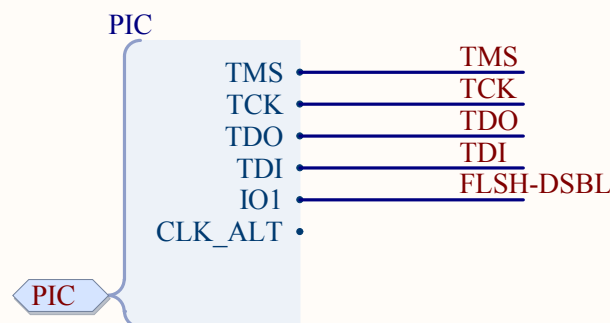 PIC
TMS TMS
TCK TCK
TDO TDO
TDI TDI
IO1 FLSH-DSBL
CLK_ALT
PIC